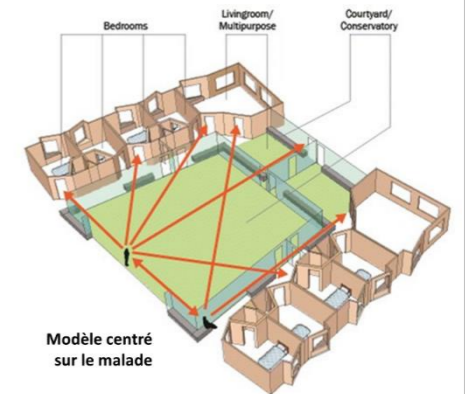 Bedrooms
Livingroom/
Multipurpose
Courtyard/
Conservatory
Modèle centré
sur le malade